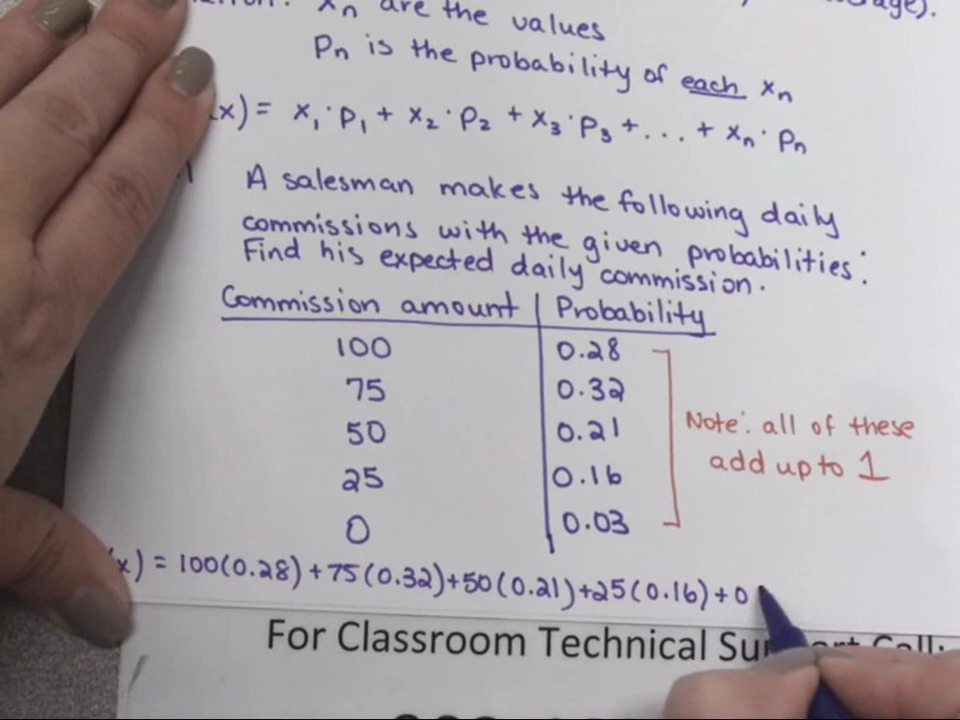 xn are the values
Pn is the probability of each xn
x) = x₁·P₁ + x₂·P₂ + x₃·P₃ + ... + xn·Pn
A salesman makes the following daily
commissions with the given probabilities:
Find his expected daily commission.
Commission amount | Probability
100 0.28
75 0.32
50 0.21
25 0.16
0 0.03
Note: all of these
add up to 1
x) = 100(0.28) + 75(0.32) + 50(0.21) + 25(0.16) + 0
For Classroom Technical Support Call: